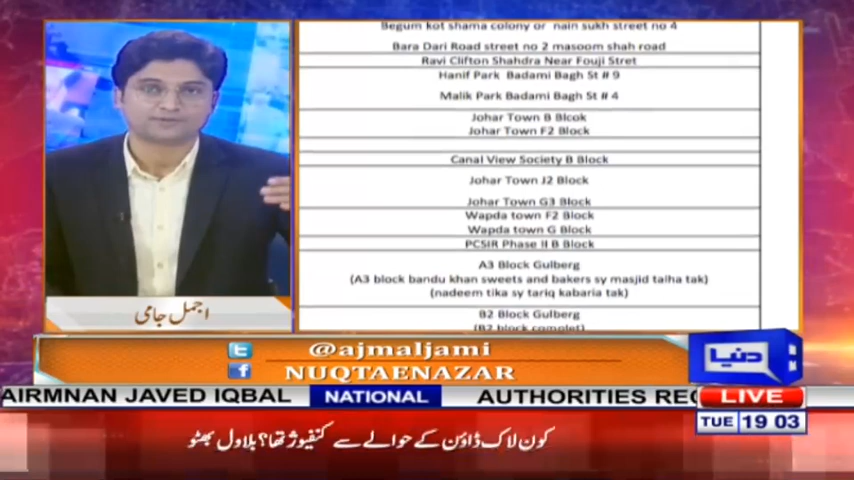 Begum kot shama colony or nain sukh street no 4
Bara Dari Road street no 2 masoom shah road
Ravi Clifton Shahdra Near Fouji Stret
Hanif Park Badami Bagh St # 9
Malik Park Badami Bagh St # 4
Johar Town B Blcok
Johar Town F2 Block
Canal View Society B Block
Johar Town J2 Block
Johar Town G3 Block
Wapda town F2 Block
Wapda town G Block
PCSIR Phase II B Block
A3 Block Gulberg
(A3 block bandu khan sweets and bakers sy masjid talha tak)
(nadeem tika sy tariq kabaria tak)
B2 Block Gulberg
(B2 block complet)
اجمل جامی
@ajmaljami
NUQTAENAZAR
دنیا
AIRMNAN JAVED IQBAL
NATIONAL
AUTHORITIES REC
LIVE
TUE 19 03
کون لاک ڈاؤن کے حوالے سے کنفیوژ تھا؟ بلاول بھٹو